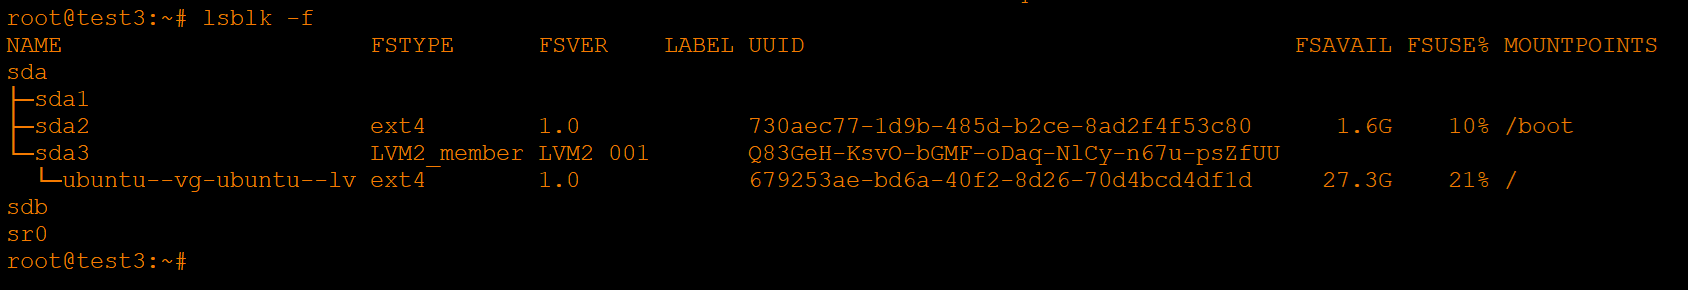 root@test3:~# lsblk -f
NAME                      FSTYPE      FSVER    LABEL UUID                                   FSAVAIL FSUSE% MOUNTPOINTS
sda
├─sda1
├─sda2                    ext4        1.0            730aec77-1d9b-485d-b2ce-8ad2f4f53c80      1.6G    10% /boot
└─sda3                    LVM2_member LVM2 001       Q83GeH-KsvO-bGMF-oDaq-NlCy-n67u-psZfUU
  └─ubuntu--vg-ubuntu--lv ext4        1.0            679253ae-bd6a-40f2-8d26-70d4bcd4df1d     27.3G    21% /
sdb
sr0
root@test3:~#